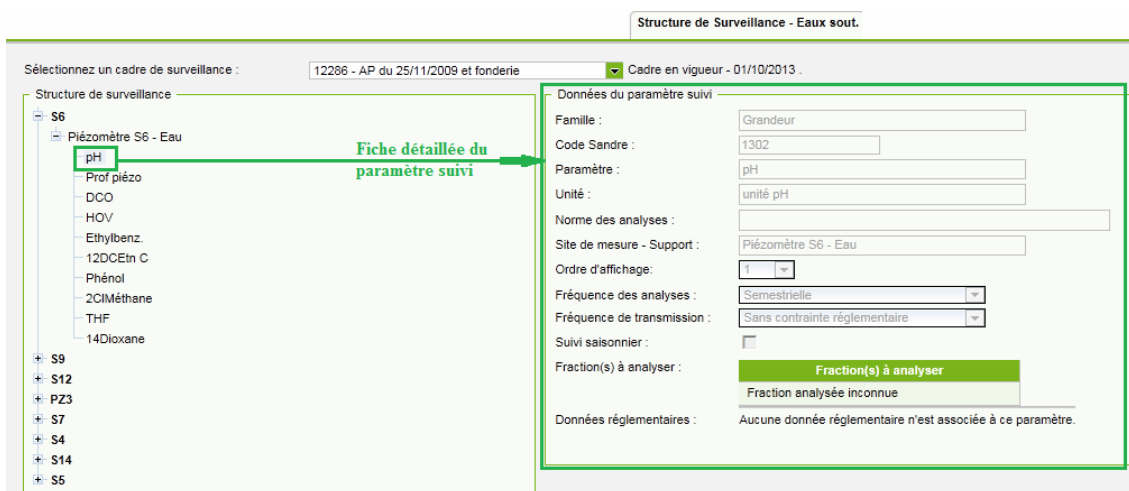 Structure de Surveillance - Eaux sout.
Sélectionnez un cadre de surveillance :
12286 - AP du 25/11/2009 et fonderie
Cadre en vigueur - 01/10/2013 .
Structure de surveillance
S6
Piézomètre S6 - Eau
pH
Prof piézo
DCO
HOV
Ethylbenz.
12DCEtn C
Phénol
2ClMéthane
THF
14Dioxane
S9
S12
PZ3
S7
S4
S14
S5
Fiche détaillée du
paramètre suivi
Données du paramètre suivi
Famille : Grandeur
Code Sandre : 1302
Paramètre : pH
Unité : unité pH
Norme des analyses :
Site de mesure - Support : Piézomètre S6 - Eau
Ordre d'affichage: 1
Fréquence des analyses : Semestrielle
Fréquence de transmission : Sans contrainte réglementaire
Suivi saisonnier :
Fraction(s) à analyser : Fraction(s) à analyser
Fraction analysée inconnue
Données réglementaires : Aucune donnée réglementaire n'est associée à ce paramètre.